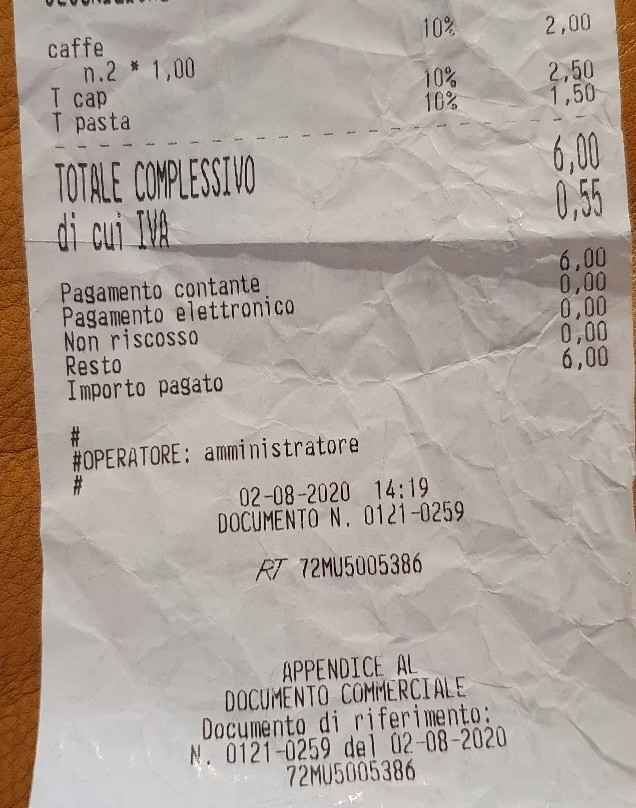 caffe 10% 2,00
n.2 * 1,00
T cap 10% 2,50
T pasta 10% 1,50
TOTALE COMPLESSIVO 6,00
di cui IVA 0,55
Pagamento contante 6,00
Pagamento elettronico 0,00
Non riscosso 0,00
Resto 0,00
Importo pagato 6,00
#
#OPERATORE: amministratore
#
02-08-2020 14:19
DOCUMENTO N. 0121-0259
RT 72MU5005386
APPENDICE AL
DOCUMENTO COMMERCIALE
Documento di riferimento:
N. 0121-0259 del 02-08-2020
72MU5005386